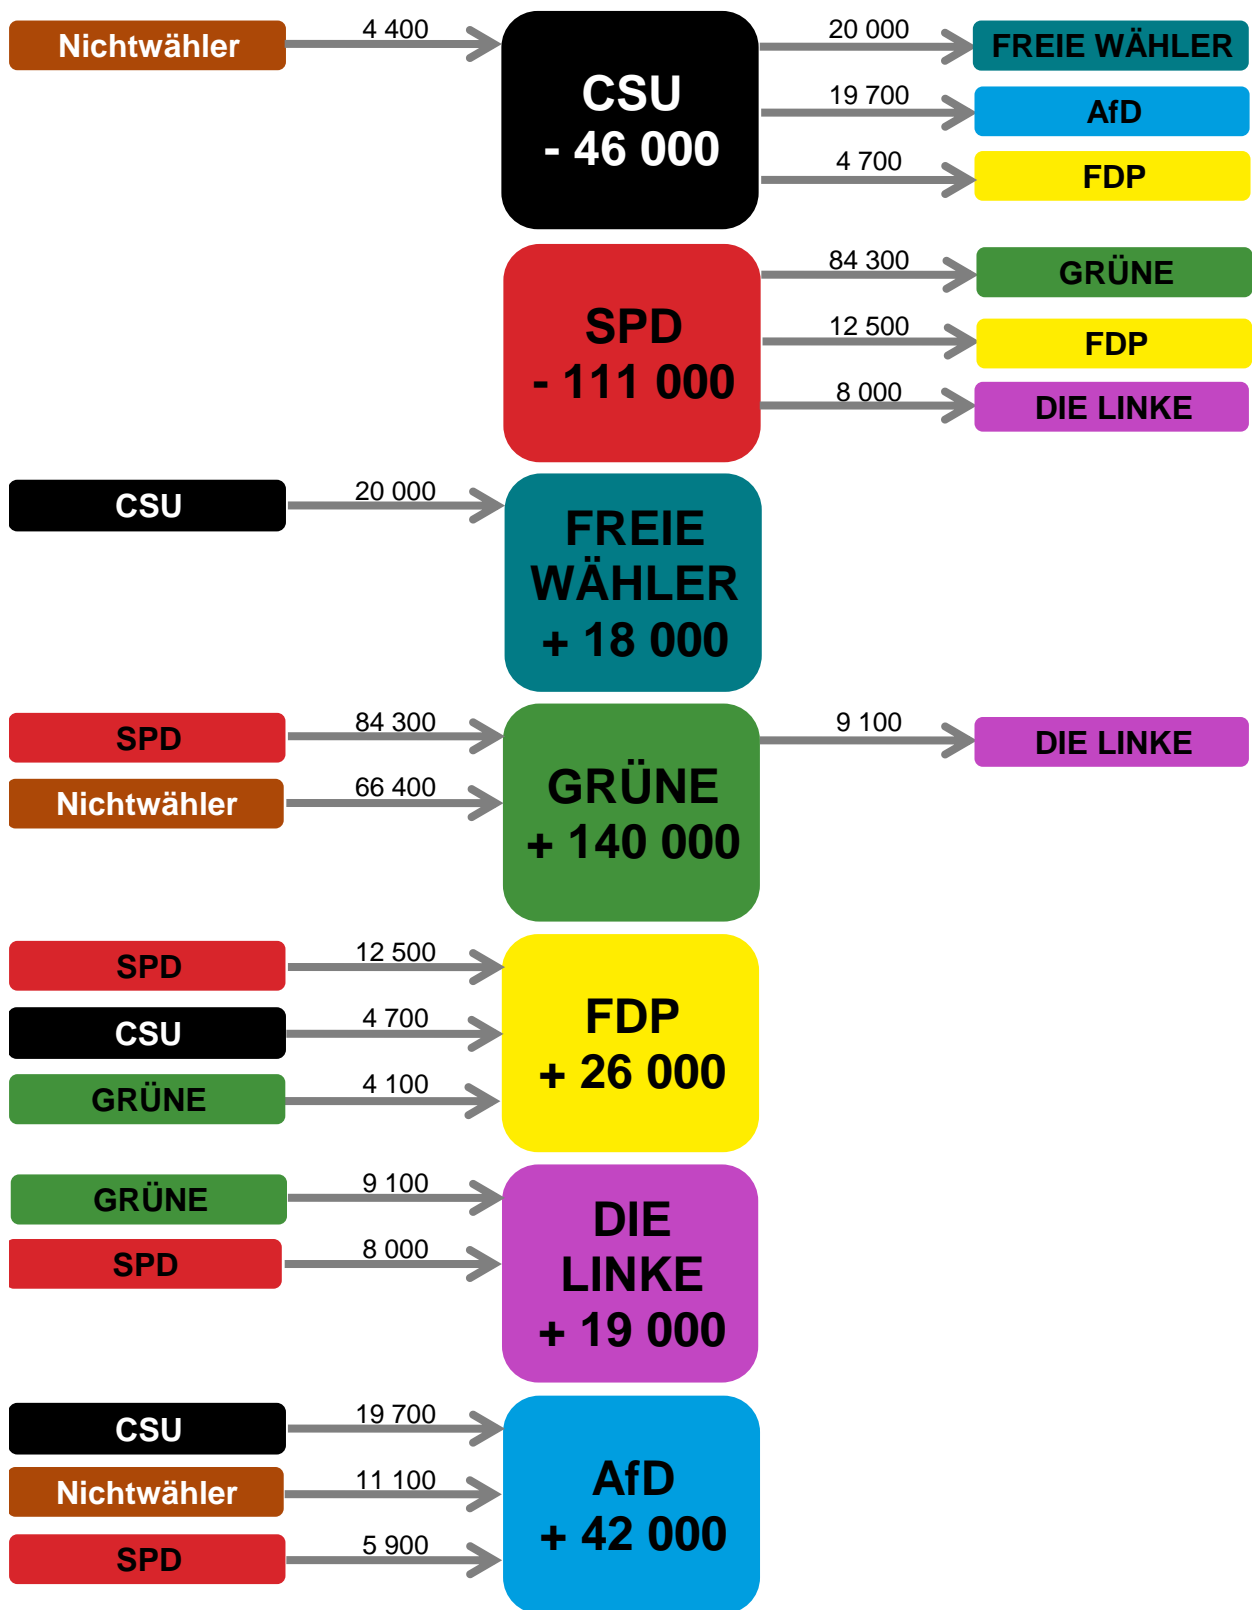 Nichtwähler
4 400
CSU
- 46 000
20 000
FREIE WÄHLER
19 700
AfD
4 700
FDP
SPD
- 111 000
84 300
GRÜNE
12 500
FDP
8 000
DIE LINKE
CSU
20 000
FREIE
WÄHLER
+ 18 000
SPD
84 300
Nichtwähler
66 400
GRÜNE
+ 140 000
9 100
DIE LINKE
SPD
12 500
CSU
4 700
GRÜNE
4 100
FDP
+ 26 000
GRÜNE
9 100
SPD
8 000
DIE
LINKE
+ 19 000
CSU
19 700
Nichtwähler
11 100
SPD
5 900
AfD
+ 42 000